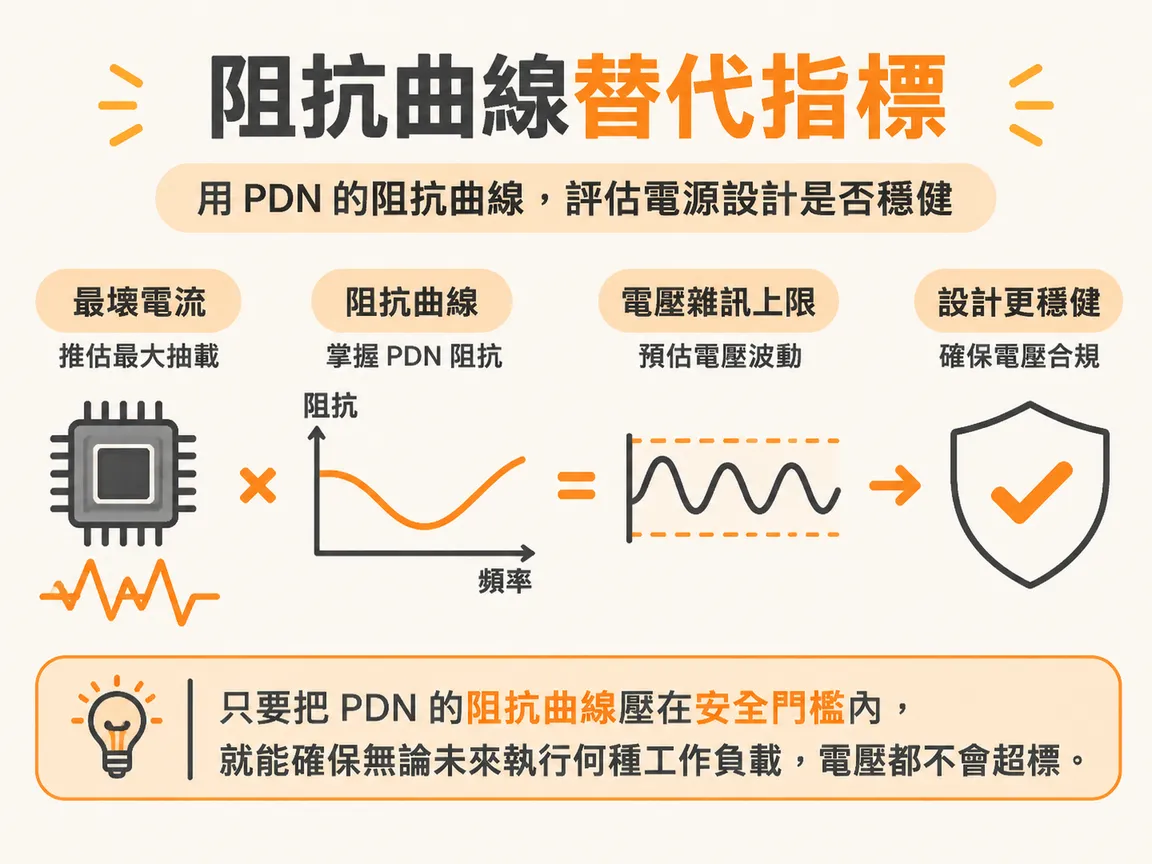 阻抗曲線替代指標
用 PDN 的阻抗曲線，評估電源設計是否穩健
最壞電流
推估最大抽載
阻抗曲線
掌握 PDN 阻抗
電壓雜訊上限
預估電壓波動
設計更穩健
確保電壓合規
阻抗
頻率
只要把 PDN 的阻抗曲線壓在安全門檻內，
就能確保無論未來執行何種工作負載，電壓都不會超標。